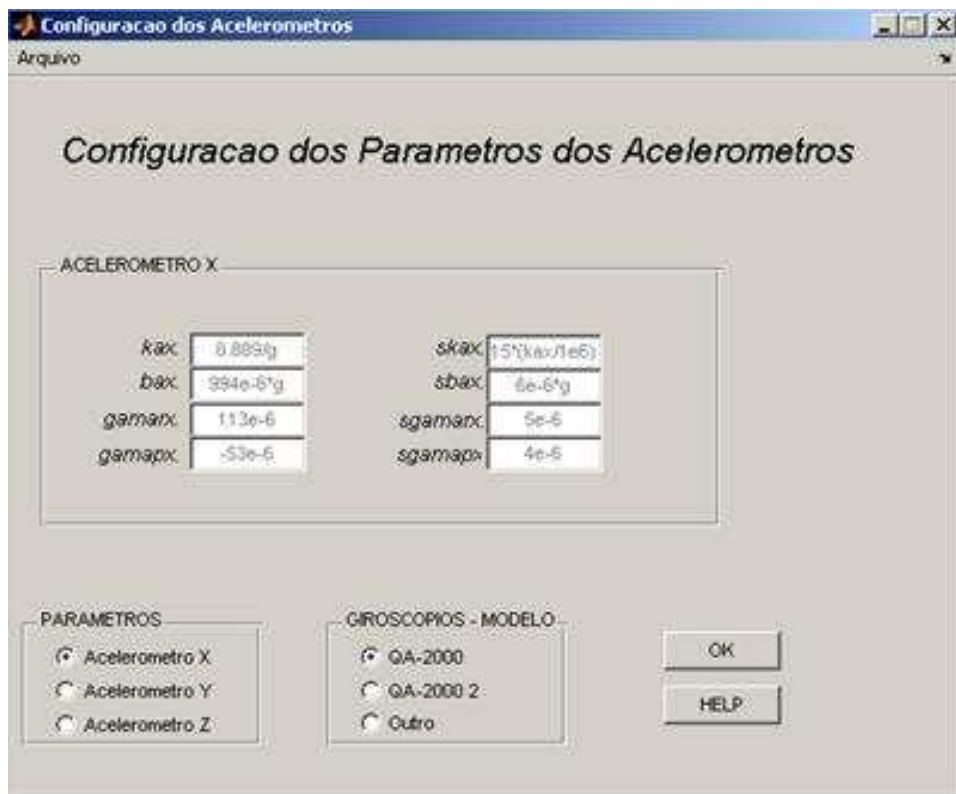 Configuracao dos Acelerometros
Arquivo
Configuracao dos Parametros dos Acelerometros
ACELEROMETRO X
kax.
bax. 994e-6*g
gamarx. 113e-6
gamapx. -53e-6
skax. 15*(kax/1e6)
sbax. 6e-6*g
sgamarx. 5e-6
sgamapx 4e-6
PARAMETROS
Acelerometro X
Acelerometro Y
Acelerometro Z
GIROSCOPIOS - MODELO
QA-2000
QA-2000 2
Outro
OK
HELP